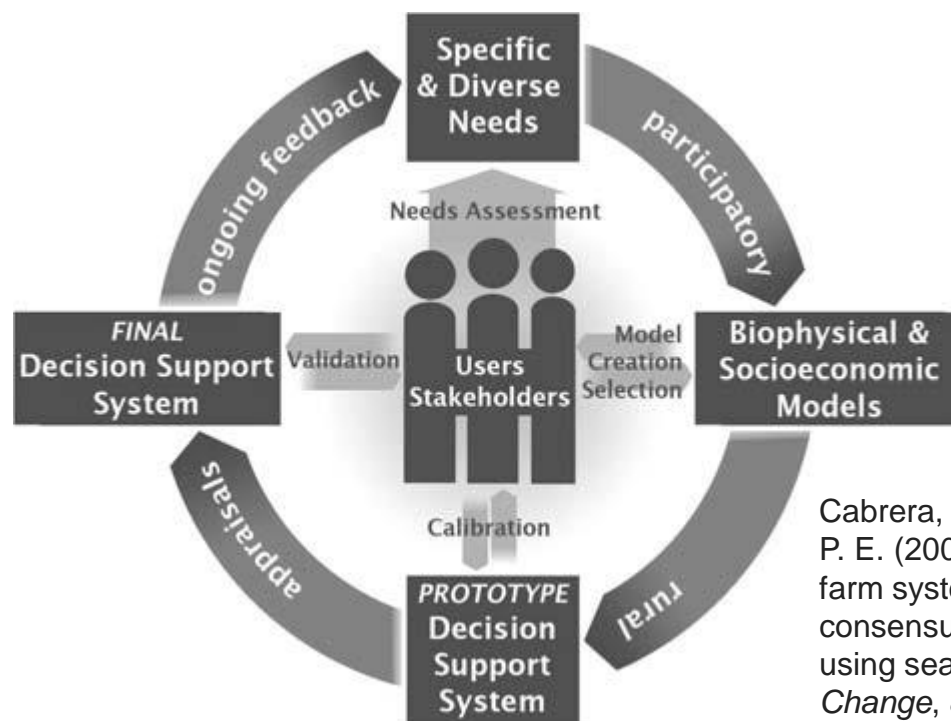 Specific
& Diverse
Needs
participatory
Biophysical &
Socioeconomic
Models
rural
PROTOTYPE
Decision
Support
System
appraisals
FINAL
Decision Support
System
ongoing feedback
Needs Assessment
Model
Creation
Selection
Calibration
Validation
Users
Stakeholders
Cabrera,
P. E. (200
farm syst
consensu
using sea
Change,